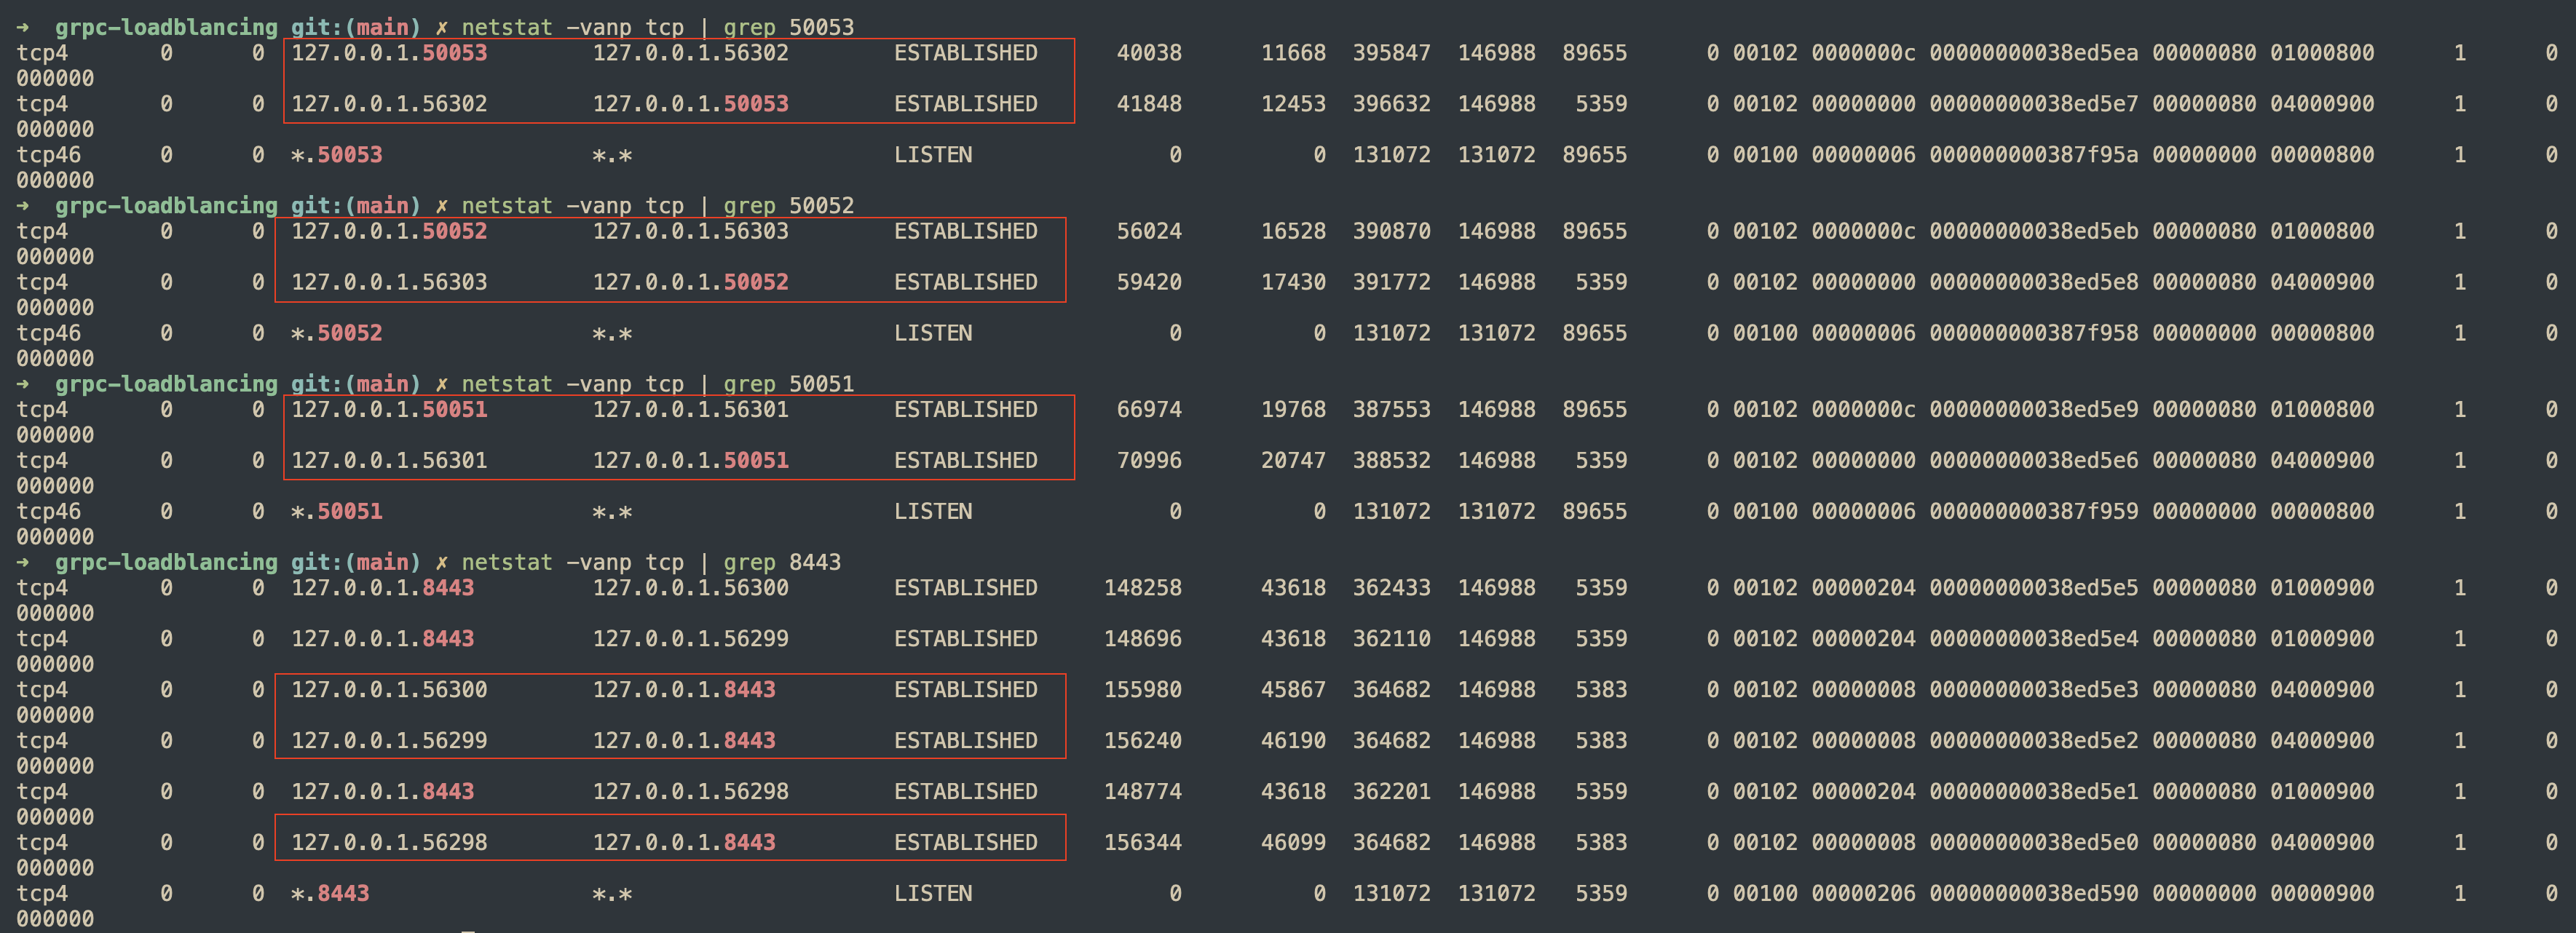 ➜  grpc-loadblancing git:(main) ✗ netstat -vanp tcp | grep 50053
tcp4       0      0  127.0.0.1.50053        127.0.0.1.56302        ESTABLISHED      40038      11668  395847  146988  89655      0 00102 0000000c 00000000038ed5ea 00000080 01000800      1      0
000000
tcp4       0      0  127.0.0.1.56302        127.0.0.1.50053        ESTABLISHED      41848      12453  396632  146988   5359      0 00102 00000000 00000000038ed5e7 00000080 04000900      1      0
000000
tcp46      0      0  *.50053                *.*                    LISTEN               0          0  131072  131072  89655      0 00100 00000006 000000000387f95a 00000000 00000800      1      0
000000
➜  grpc-loadblancing git:(main) ✗ netstat -vanp tcp | grep 50052
tcp4       0      0  127.0.0.1.50052        127.0.0.1.56303        ESTABLISHED      56024      16528  390870  146988  89655      0 00102 0000000c 00000000038ed5eb 00000080 01000800      1      0
000000
tcp4       0      0  127.0.0.1.56303        127.0.0.1.50052        ESTABLISHED      59420      17430  391772  146988   5359      0 00102 00000000 00000000038ed5e8 00000080 04000900      1      0
000000
tcp46      0      0  *.50052                *.*                    LISTEN               0          0  131072  131072  89655      0 00100 00000006 000000000387f958 00000000 00000800      1      0
000000
➜  grpc-loadblancing git:(main) ✗ netstat -vanp tcp | grep 50051
tcp4       0      0  127.0.0.1.50051        127.0.0.1.56301        ESTABLISHED      66974      19768  387553  146988  89655      0 00102 0000000c 00000000038ed5e9 00000080 01000800      1      0
000000
tcp4       0      0  127.0.0.1.56301        127.0.0.1.50051        ESTABLISHED      70996      20747  388532  146988   5359      0 00102 00000000 00000000038ed5e6 00000080 04000900      1      0
000000
tcp46      0      0  *.50051                *.*                    LISTEN               0          0  131072  131072  89655      0 00100 00000006 000000000387f959 00000000 00000800      1      0
000000
➜  grpc-loadblancing git:(main) ✗ netstat -vanp tcp | grep 8443
tcp4       0      0  127.0.0.1.8443         127.0.0.1.56300        ESTABLISHED     148258      43618  362433  146988   5359      0 00102 00000204 00000000038ed5e5 00000080 01000900      1      0
000000
tcp4       0      0  127.0.0.1.8443         127.0.0.1.56299        ESTABLISHED     148696      43618  362110  146988   5359      0 00102 00000204 00000000038ed5e4 00000080 01000900      1      0
000000
tcp4       0      0  127.0.0.1.56300        127.0.0.1.8443         ESTABLISHED     155980      45867  364682  146988   5383      0 00102 00000008 00000000038ed5e3 00000080 04000900      1      0
000000
tcp4       0      0  127.0.0.1.56299        127.0.0.1.8443         ESTABLISHED     156240      46190  364682  146988   5383      0 00102 00000008 00000000038ed5e2 00000080 04000900      1      0
000000
tcp4       0      0  127.0.0.1.8443         127.0.0.1.56298        ESTABLISHED     148774      43618  362201  146988   5359      0 00102 00000204 00000000038ed5e1 00000080 01000900      1      0
000000
tcp4       0      0  127.0.0.1.56298        127.0.0.1.8443         ESTABLISHED     156344      46099  364682  146988   5383      0 00102 00000008 00000000038ed5e0 00000080 04000900      1      0
000000
tcp4       0      0  *.8443                 *.*                    LISTEN               0          0  131072  131072   5359      0 00100 00000206 00000000038ed590 00000000 00000900      1      0
000000